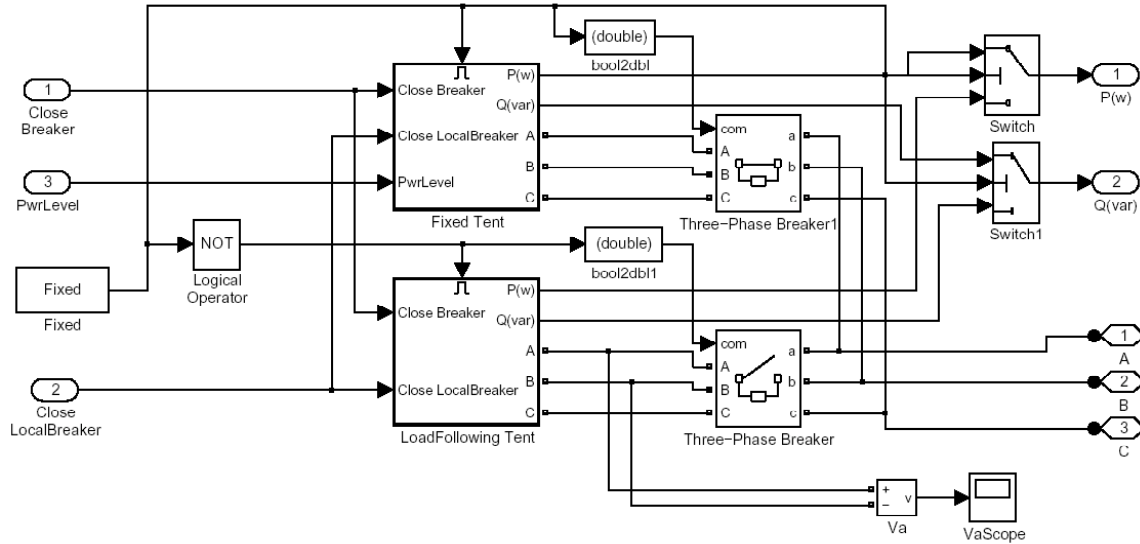 (double)
bool2dbl
1
Close
Breaker
3
PwrLevel
Close Breaker
Close LocalBreaker
PwrLevel
P(w)
Q(var)
A
B
C
Fixed Tent
com
A
B
C
a
b
c
Three-Phase Breaker1
Switch
1
P(w)
Switch1
2
Q(var)
NOT
Logical
Operator
Fixed
Fixed
(double)
bool2dbl1
2
Close
LocalBreaker
Close Breaker
Close LocalBreaker
P(w)
Q(var)
A
B
C
LoadFollowing Tent
com
A
B
C
a
b
c
Three-Phase Breaker
1
A
2
B
3
C
+
−
v
Va
VaScope